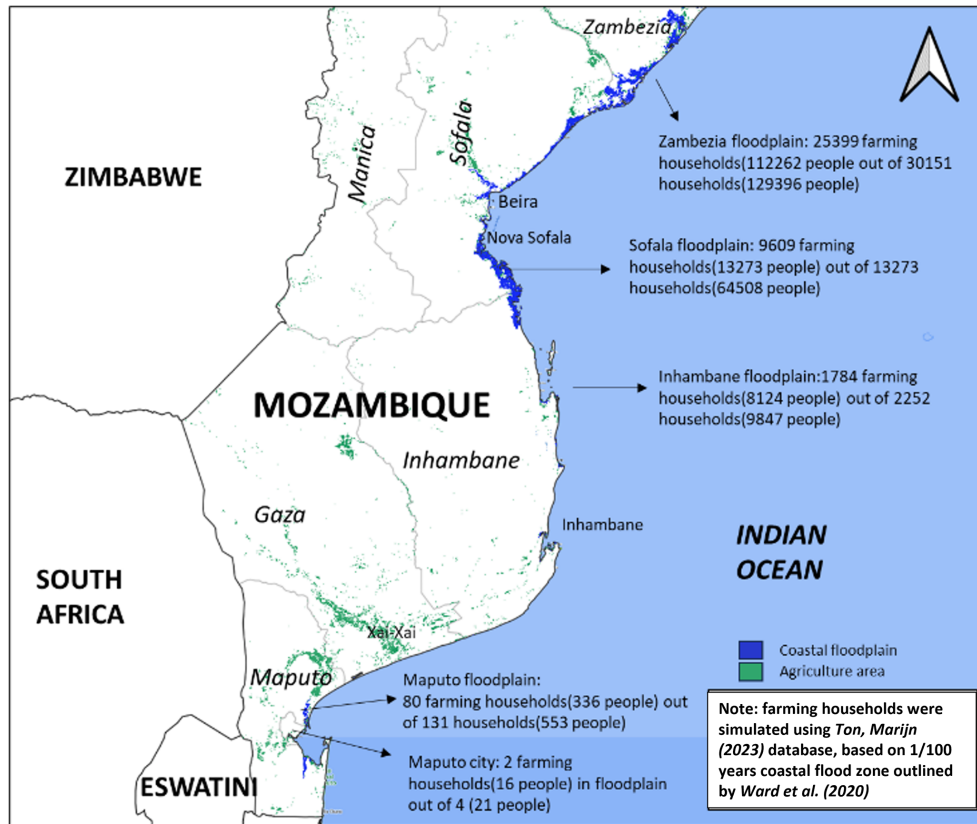 Zambezia
Zambezia floodplain: 25399 farming
households(112262 people out of 30151
households(129396 people)
ZIMBABWE
Manica
Sofala
Beira
Nova Sofala
Sofala floodplain: 9609 farming
households(13273 people) out of 13273
households(64508 people)
Inhambane floodplain:1784 farming
households(8124 people) out of 2252
households(9847 people)
MOZAMBIQUE
Inhambane
Gaza
Inhambane
INDIAN
OCEAN
SOUTH
AFRICA
Xai-Xai
Coastal floodplain
Agriculture area
Maputo
Maputo floodplain:
80 farming households(336 people) out
of 131 households(553 people)
Maputo city: 2 farming
households(16 people) in floodplain
out of 4 (21 people)
ESWATINI
Note: farming households were
simulated using Ton, Marijn
(2023) database, based on 1/100
years coastal flood zone outlined
by Ward et al. (2020)